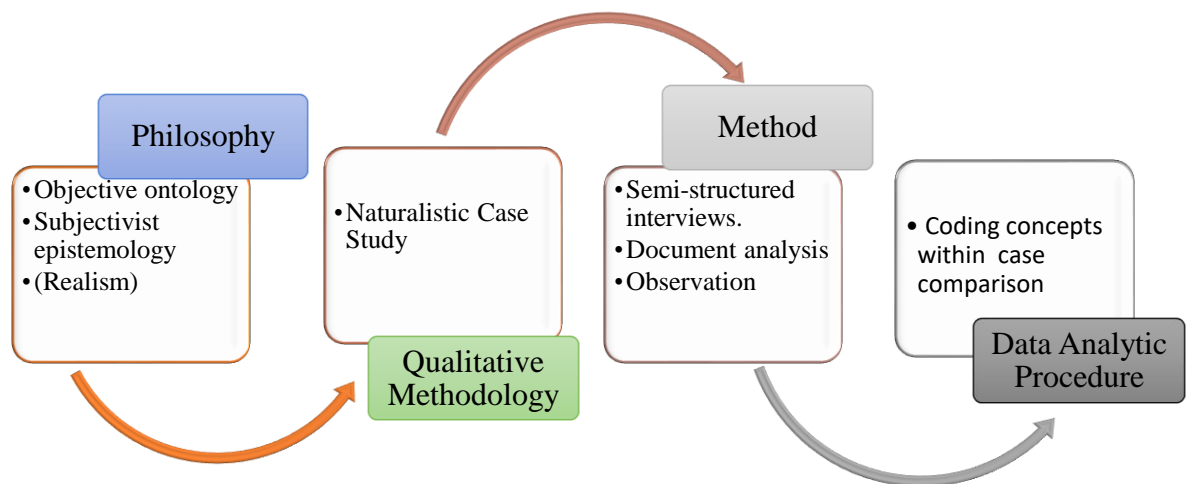 Philosophy
•Objective ontology
•Subjectivist
epistemology
•(Realism)
•Naturalistic Case
Study
Qualitative
Methodology
Method
•Semi-structured
interviews.
•Document analysis
•Observation
• Coding concepts
within case
comparison
Data Analytic
Procedure